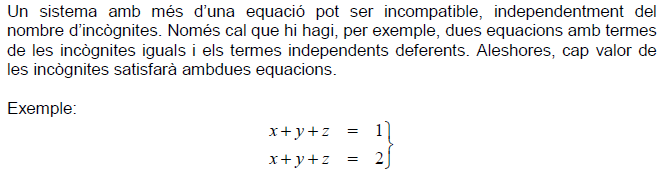 Un sistema amb més d'una equació pot ser incompatible, independentment del
nombre d'incògnites. Només cal que hi hagi, per exemple, dues equacions amb termes
de les incògnites iguals i els termes independents deferents. Aleshores, cap valor de
les incògnites satisfarà ambdues equacions.
Exemple:
x + y + z = 1
x + y + z = 2}